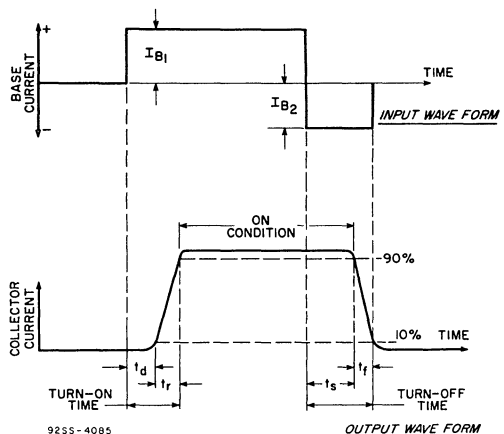 +
I_B1
BASE
CURRENT
TIME
I_B2
INPUT WAVE FORM
−
ON
CONDITION
90%
COLLECTOR
CURRENT
10%
TIME
t_d
t_r
t_s
t_f
TURN-ON
TIME
TURN-OFF
TIME
92SS-4085
OUTPUT WAVE FORM